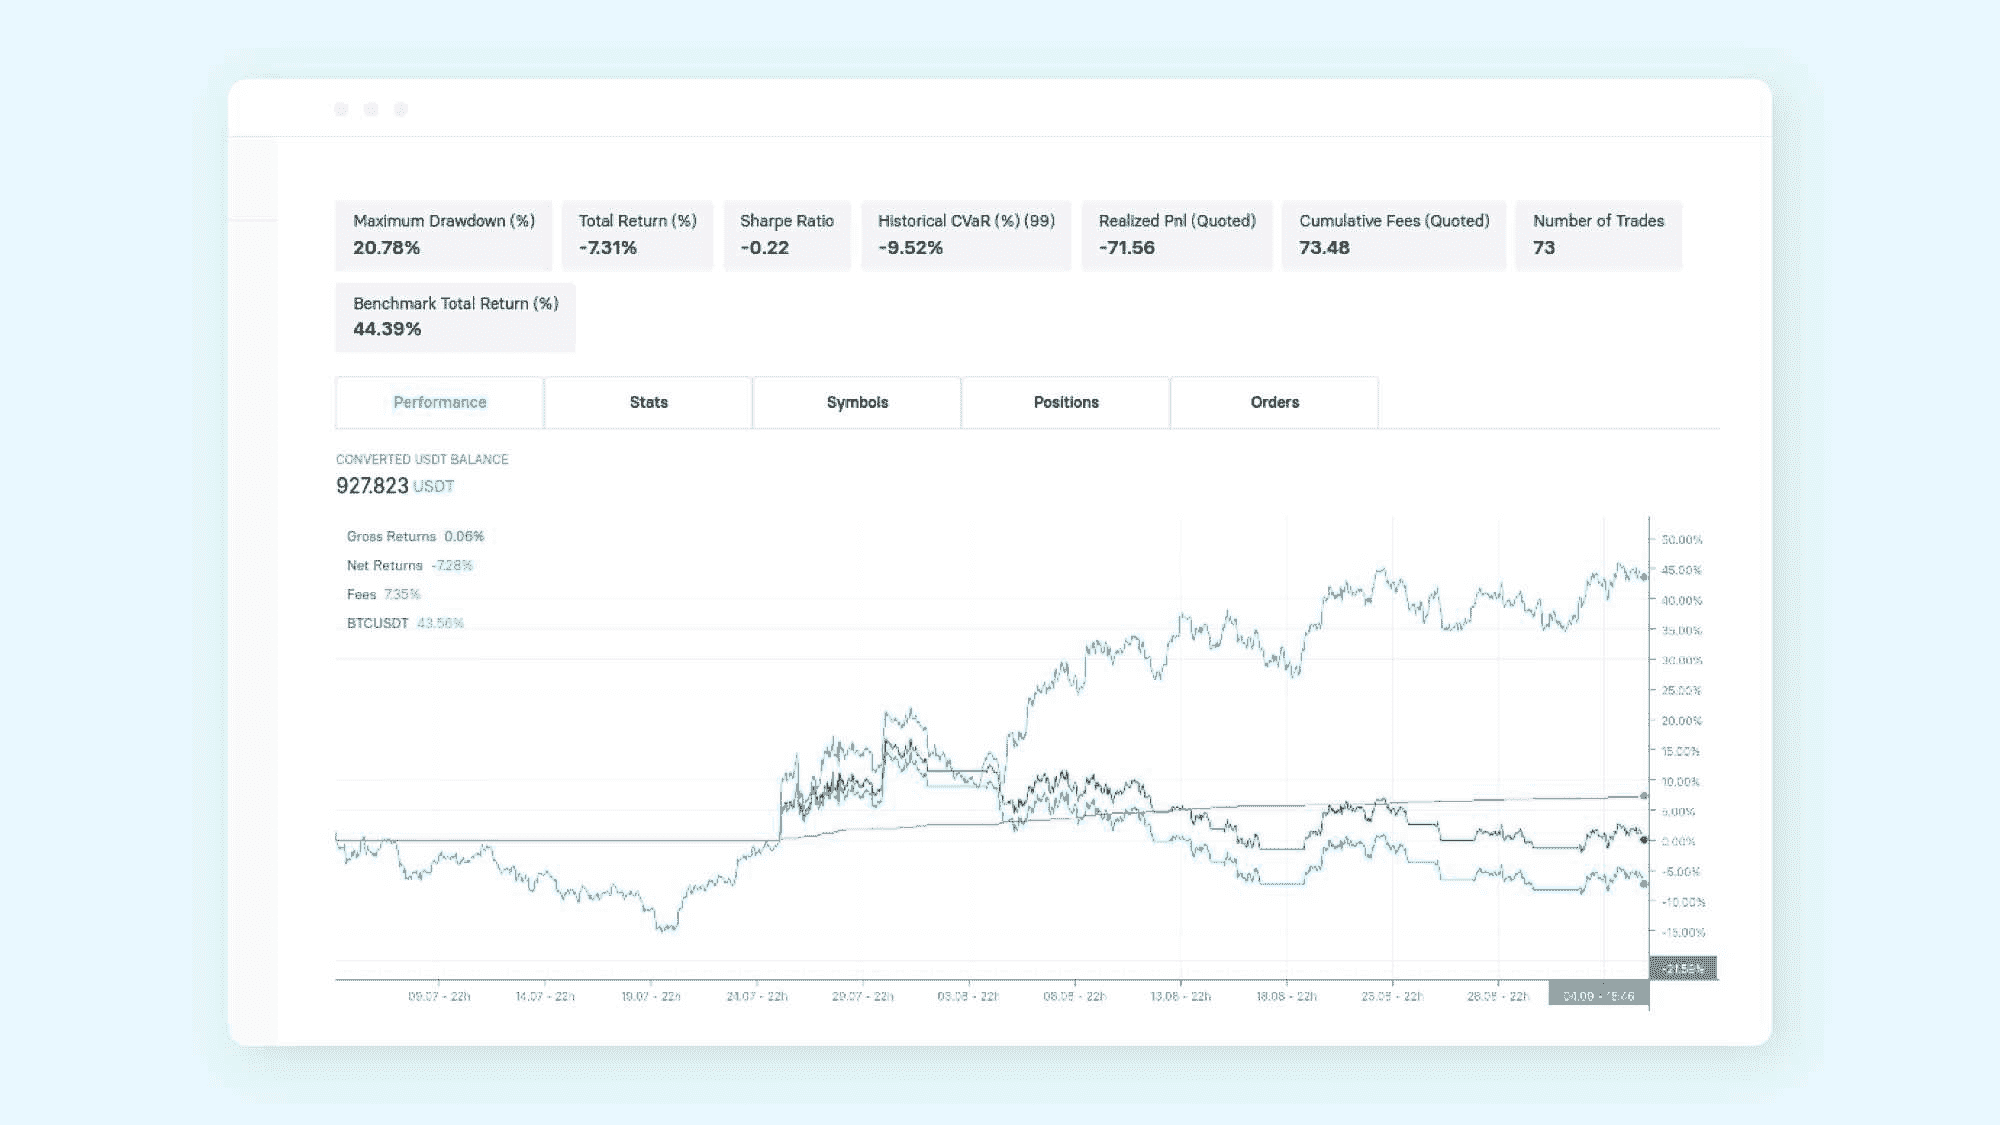 Maximum Drawdown (%) Total Return (%) Sharpe Ratio Historical CVaR (%) (99) Realized Pnl (Quoted) Cumulative Fees (Quoted) Number of Trades
20.78% -7.31% -0.22 -9.52% -71.56 73.48 73
Benchmark Total Return (%)
44.39%
Performance Stats Symbols Positions Orders
CONVERTED USDT BALANCE
927.823 USDT
Gross Returns 0.06%
Net Returns -7.28%
Fees 7.35%
BTCUSDT 43.56%
50.00%
45.00%
40.00%
35.00%
30.00%
25.00%
20.00%
15.00%
10.00%
5.00%
0.00%
-5.00%
-10.00%
-15.00%
09.07 - 22h 14.07 - 22h 19.07 - 22h 24.07 - 22h 29.07 - 22h 03.08 - 22h 08.08 - 22h 13.08 - 22h 18.08 - 22h 23.08 - 22h 28.08 - 22h